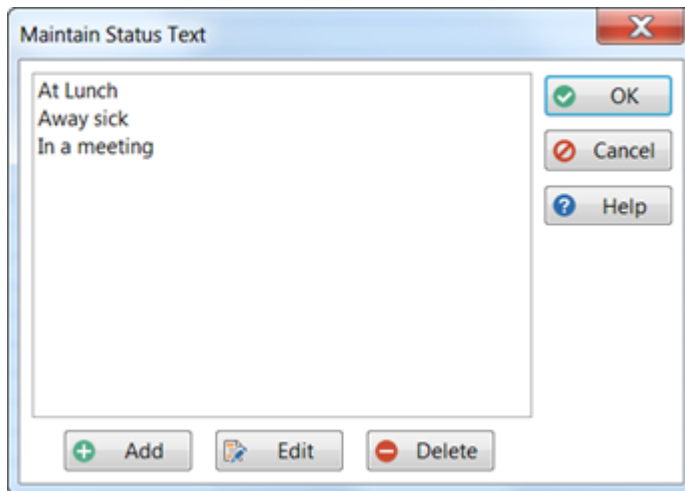 Maintain Status Text
At Lunch
Away sick
In a meeting
OK
Cancel
Help
Add
Edit
Delete